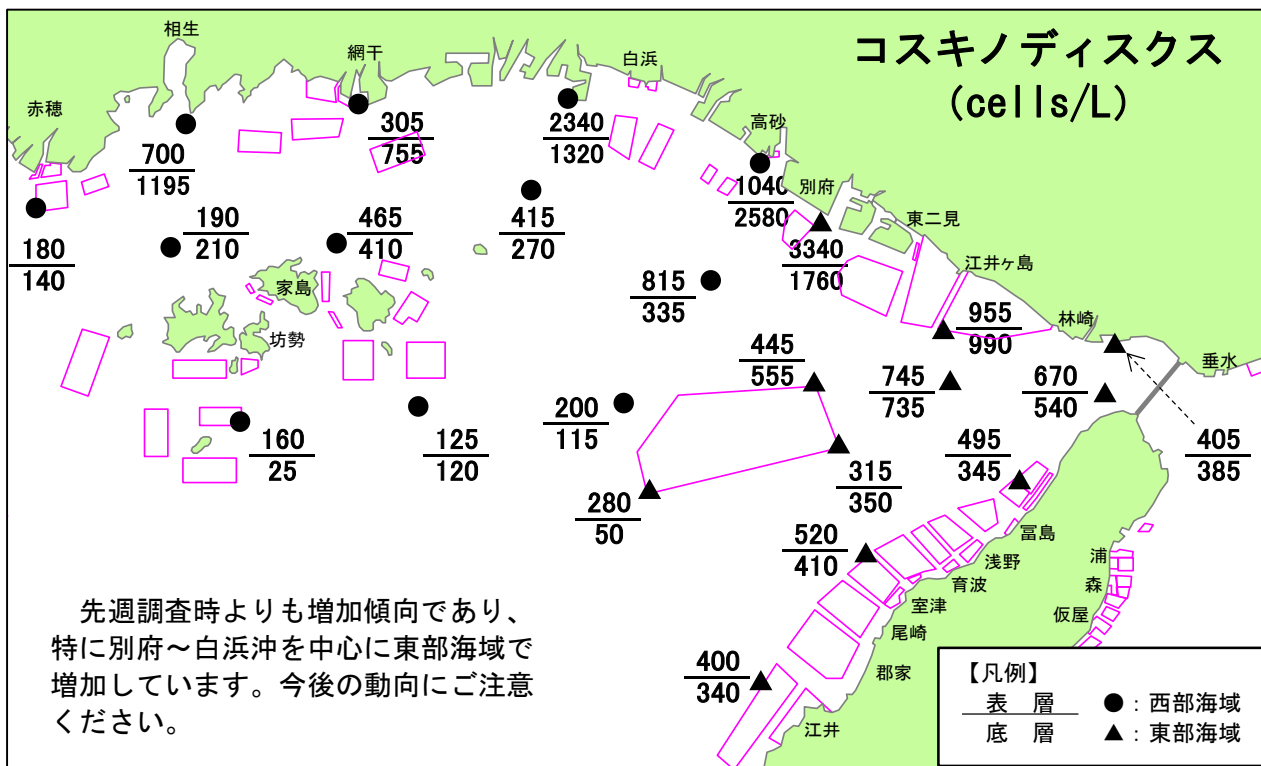 コスキノディスクス
(cells/L)
相生
網干
白浜
赤穂
高砂
別府
東二見
江井ヶ島
林崎
垂水
家島
坊勢
700
1195
305
755
2340
1320
1040
2580
180
140
190
210
465
410
415
270
3340
1760
815
335
955
990
445
555
745
735
670
540
405
385
200
115
160
25
125
120
495
345
315
350
280
50
520
410
400
340
冨島
浅野
育波
室津
尾崎
郡家
江井
浦
森
仮屋
先週調査時よりも増加傾向であり、
特に別府～白浜沖を中心に東部海域で
増加しています。今後の動向にご注意
ください。
【凡例】
表 層 ●：西部海域
底 層 ▲：東部海域